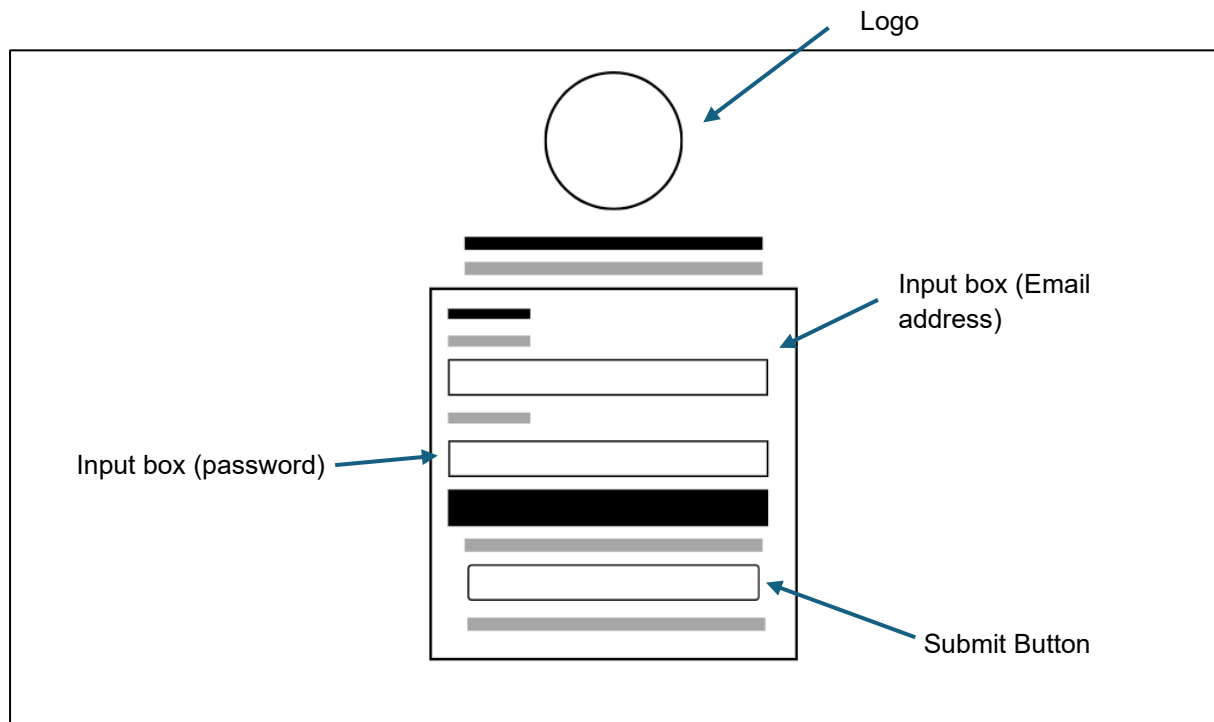 Logo
Input box (Email
address)
Input box (password)
Submit Button